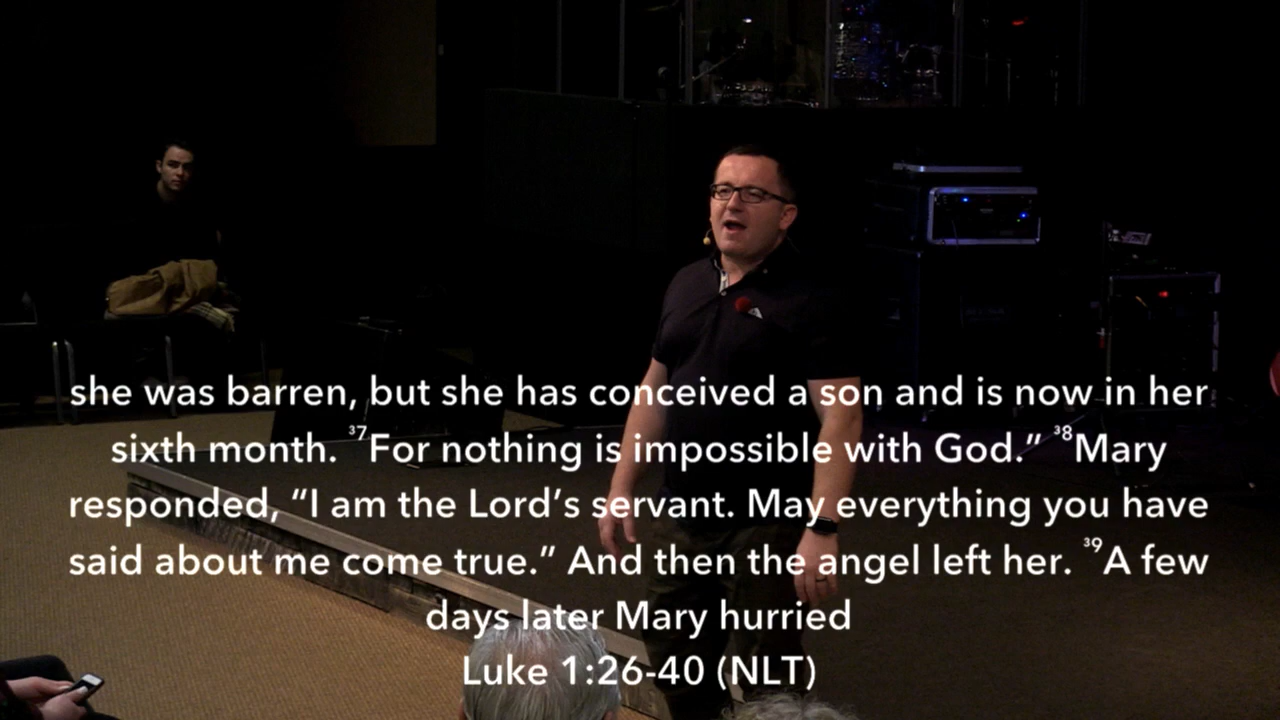 she was barren, but she has conceived a son and is now in her
sixth month. ³⁷For nothing is impossible with God.” ³⁸Mary
responded, “I am the Lord’s servant. May everything you have
said about me come true.” And then the angel left her. ³⁹A few
days later Mary hurried
Luke 1:26-40 (NLT)